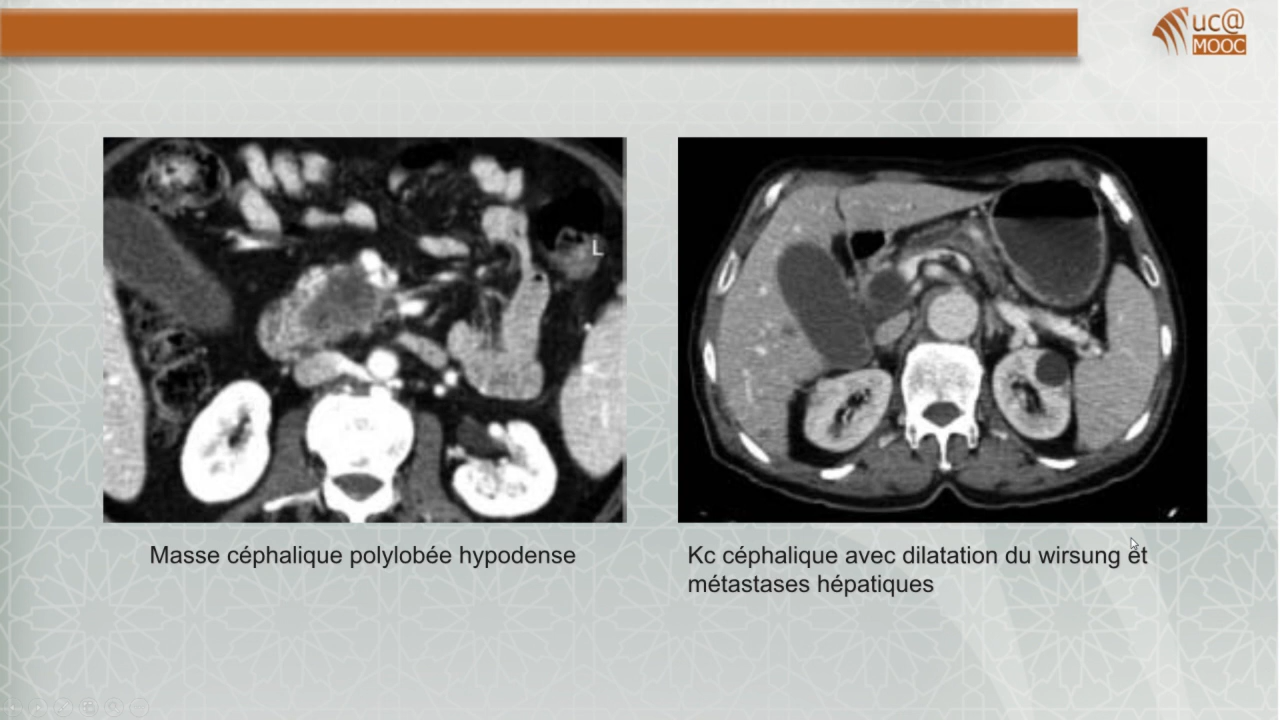 uc@
MOOC
L
Masse céphalique polylobée hypodense
Kc céphalique avec dilatation du wirsung et
métastases hépatiques